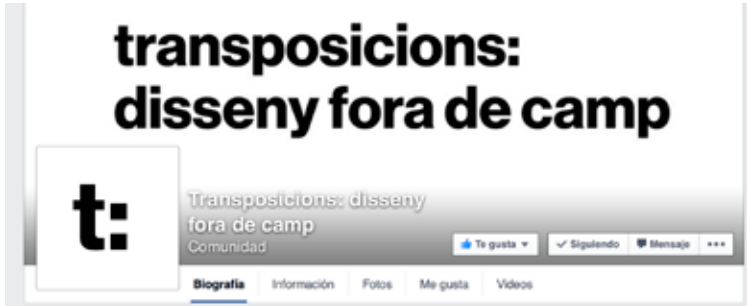 transposicions:
disseny fora de camp
t:
Transposicions: disseny
fora de camp
Comunidad
Te gusta
Siguiendo
Mensaje
Biografía Información Fotos Me gusta Videos